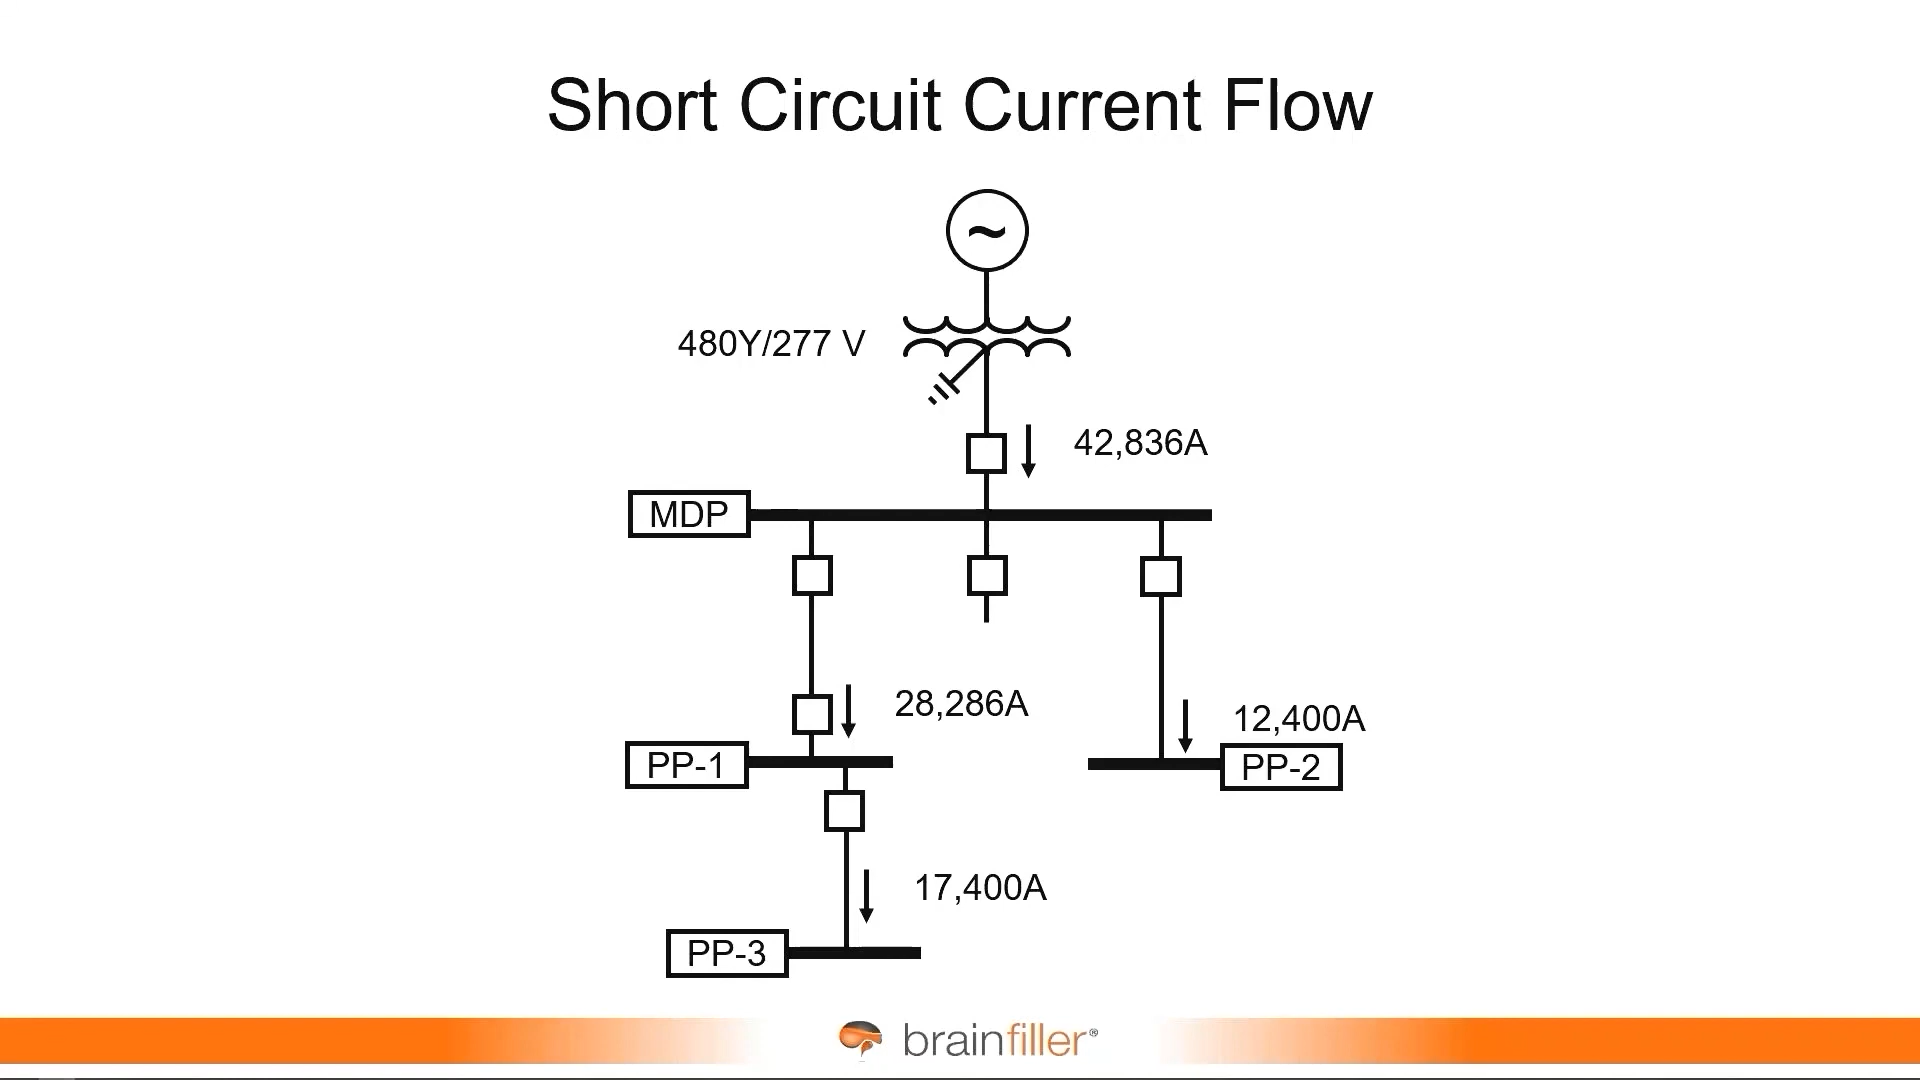 Short Circuit Current Flow
~
480Y/277 V
42,836A
MDP
28,286A
12,400A
PP-1
PP-2
17,400A
PP-3
brainfiller®